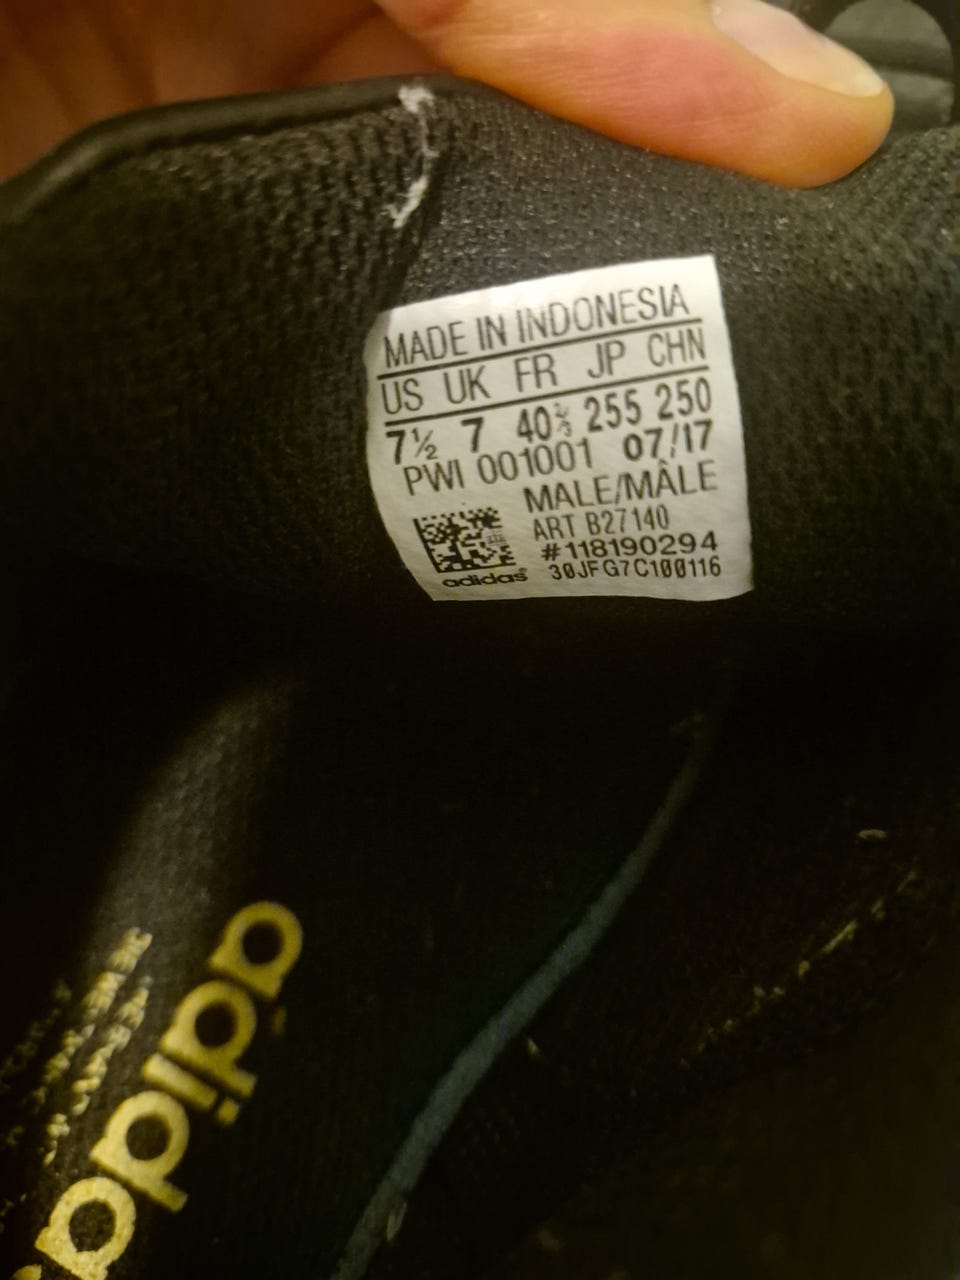 MADE IN INDONESIA
US UK FR JP CHN
7½ 7 40⅔ 255 250
PWI 001001 07/17
MALE/MÂLE
ART B27140
#118190294
adidas® 30JFG7C100116
adidas